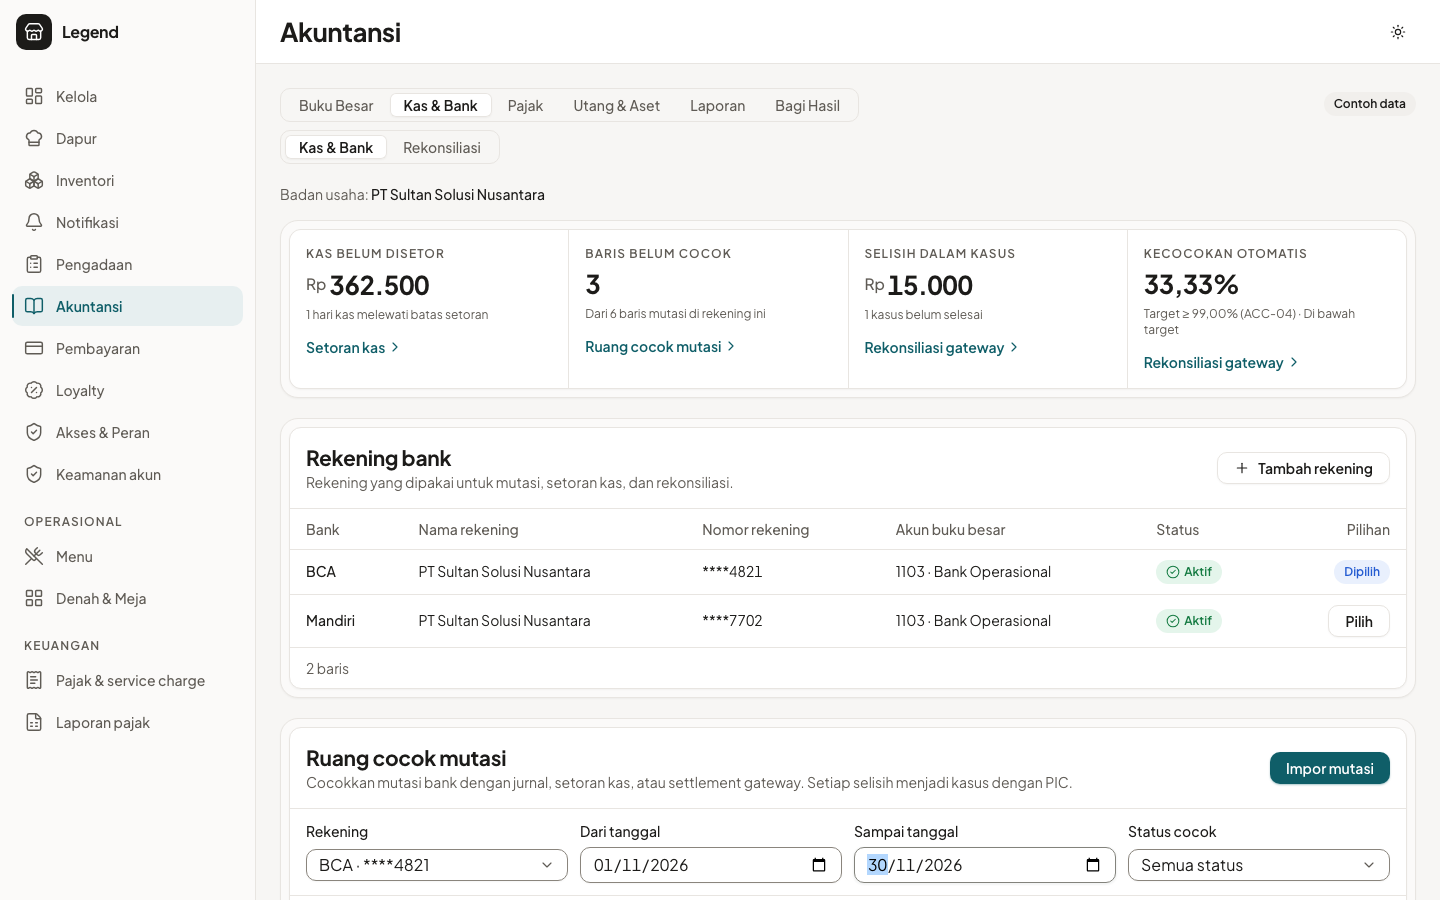 Legend
Akuntansi
Kelola
Dapur
Inventori
Notifikasi
Pengadaan
Akuntansi
Pembayaran
Loyalty
Akses & Peran
Keamanan akun
OPERASIONAL
Menu
Denah & Meja
KEUANGAN
Pajak & service charge
Laporan pajak
Buku Besar Kas & Bank Pajak Utang & Aset Laporan Bagi Hasil
Contoh data
Kas & Bank Rekonsiliasi
Badan usaha: PT Sultan Solusi Nusantara
KAS BELUM DISETOR
Rp 362.500
1 hari kas melewati batas setoran
Setoran kas
BARIS BELUM COCOK
3
Dari 6 baris mutasi di rekening ini
Ruang cocok mutasi
SELISIH DALAM KASUS
Rp 15.000
1 kasus belum selesai
Rekonsiliasi gateway
KECOCOKAN OTOMATIS
33,33%
Target ≥ 99,00% (ACC-04) · Di bawah
target
Rekonsiliasi gateway
Rekening bank
Rekening yang dipakai untuk mutasi, setoran kas, dan rekonsiliasi.
Tambah rekening
Bank Nama rekening Nomor rekening Akun buku besar Status Pilihan
BCA PT Sultan Solusi Nusantara ****4821 1103 · Bank Operasional Aktif Dipilih
Mandiri PT Sultan Solusi Nusantara ****7702 1103 · Bank Operasional Aktif Pilih
2 baris
Ruang cocok mutasi
Cocokkan mutasi bank dengan jurnal, setoran kas, atau settlement gateway. Setiap selisih menjadi kasus dengan PIC.
Impor mutasi
Rekening Dari tanggal Sampai tanggal Status cocok
BCA · ****4821 01/11/2026 30/11/2026 Semua status